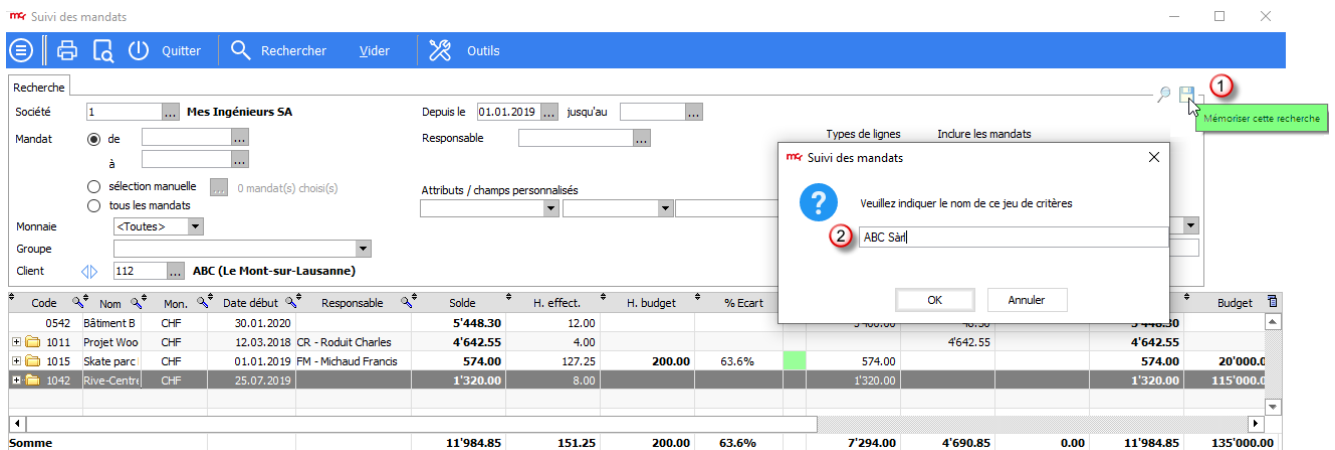 mcr Suivi des mandats
Quitter Rechercher Vider Outils
Recherche
1
Mémoriser cette recherche
Société 1 ... Mes Ingénieurs SA Depuis le 01.01.2019 ... jusqu'au ...
Mandat de ... Responsable ... Types de lignes Indure les mandats
à ...
sélection manuelle ... 0 mandat(s) choisi(s) Attributs / champs personnalisés
tous les mandats
Monnaie <Toutes>
Groupe
Client 112 ... ABC (Le Mont-sur-Lausanne)
mcr Suivi des mandats
? Veuillez indiquer le nom de ce jeu de critères
2 ABC Sàrl
OK Annuler
Code Nom Mon. Date début Responsable Solde H. effect. H. budget % Ecart Budget
0542 Bâtiment B CHF 30.01.2020 5'448.30 12.00 5'448.30
1011 Projet Woo CHF 12.03.2018 CR - Roduit Charles 4'642.55 4.00 4'642.55 4'642.55
1015 Skate parc CHF 01.01.2019 FM - Michaud Francis 574.00 127.25 200.00 63.6% 574.00 574.00 20'000.0
1042 Rive-Centr CHF 25.07.2019 1'320.00 8.00 1'320.00 1'320.00 115'000.0
Somme 11'984.85 151.25 200.00 63.6% 7'294.00 4'690.85 0.00 11'984.85 135'000.00